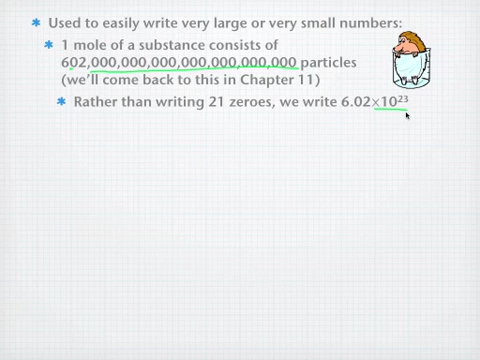 * Used to easily write very large or very small numbers:
* 1 mole of a substance consists of
602,000,000,000,000,000,000,000 particles
(we'll come back to this in Chapter 11)
* Rather than writing 21 zeroes, we write 6.02×10²³